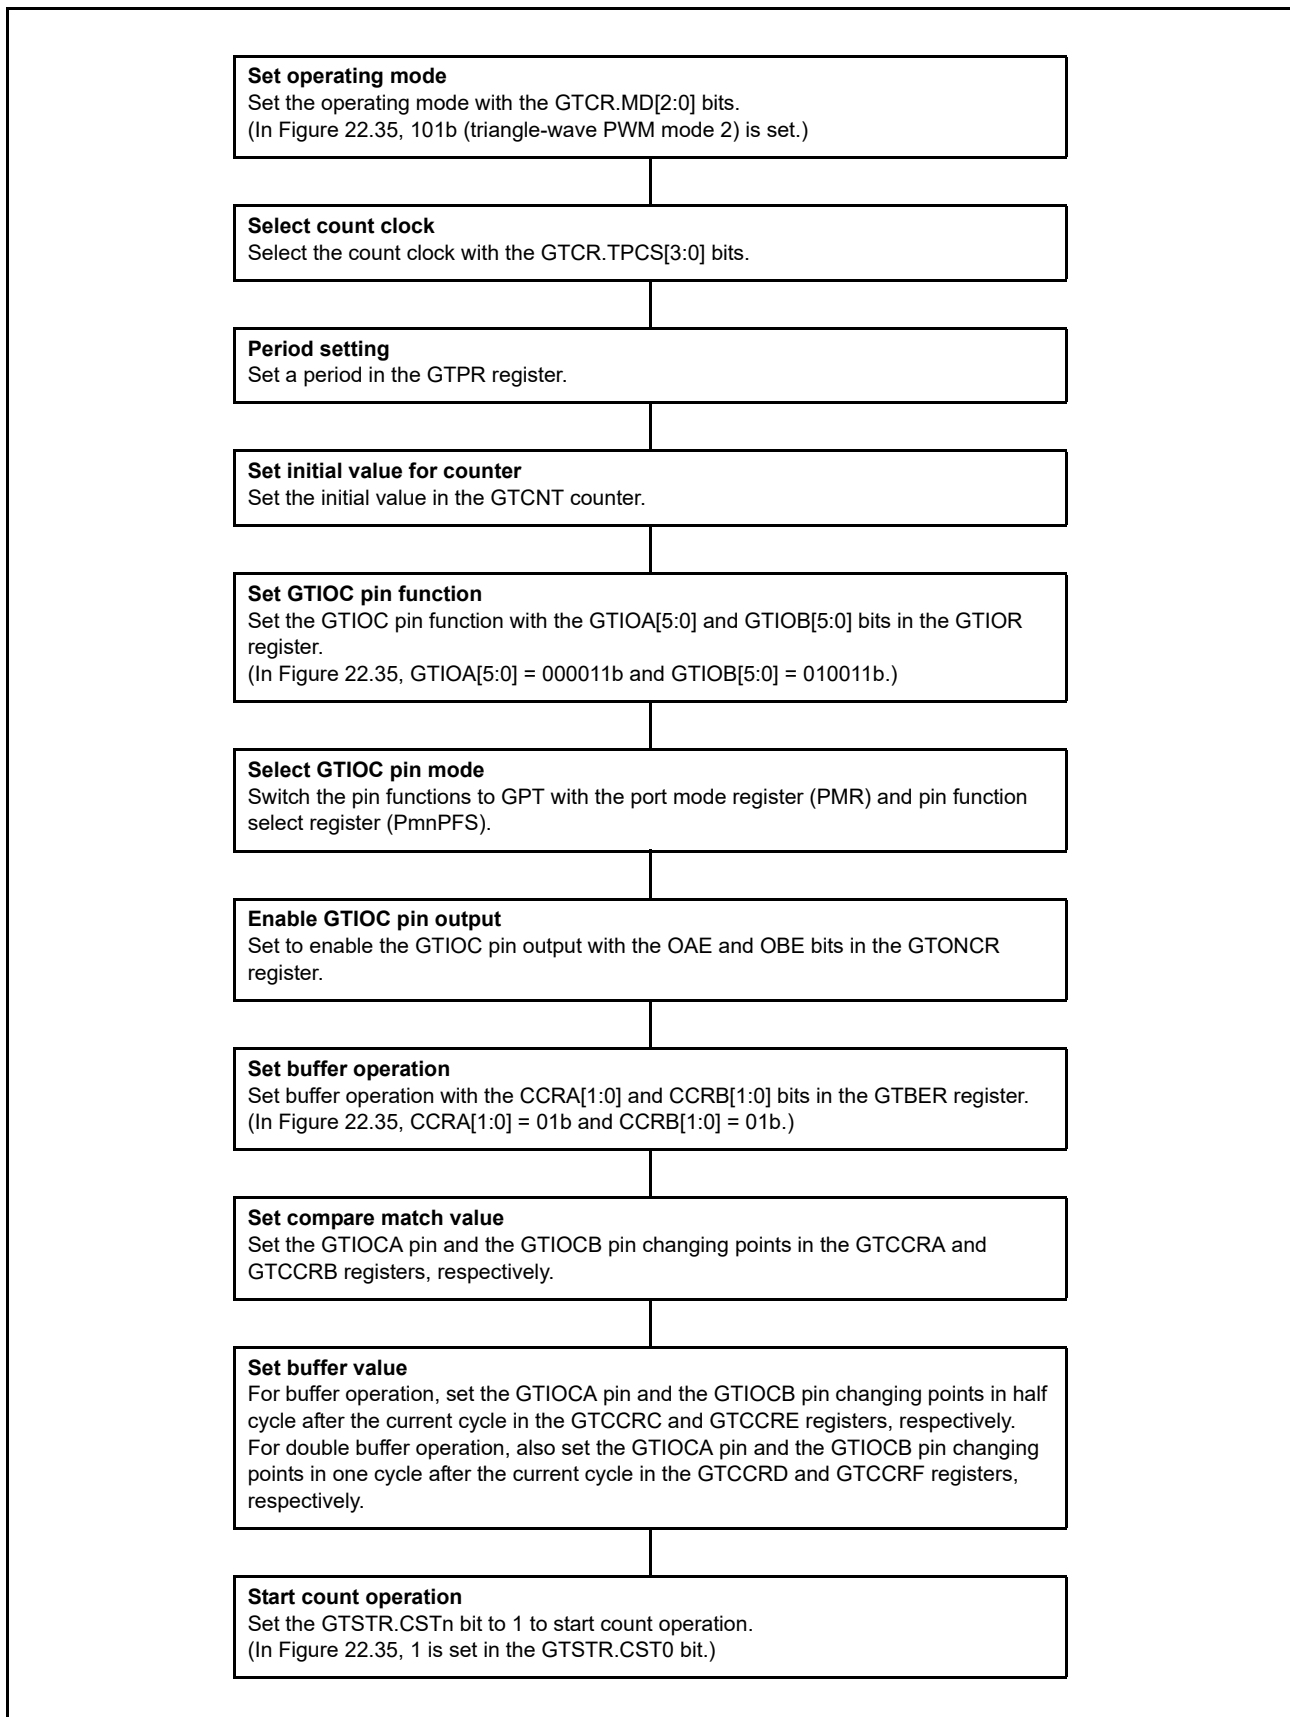 Set operating mode
Set the operating mode with the GTCR.MD[2:0] bits.
(In Figure 22.35, 101b (triangle-wave PWM mode 2) is set.)
Select count clock
Select the count clock with the GTCR.TPCS[3:0] bits.
Period setting
Set a period in the GTPR register.
Set initial value for counter
Set the initial value in the GTCNT counter.
Set GTIOC pin function
Set the GTIOC pin function with the GTIOA[5:0] and GTIOB[5:0] bits in the GTIOR
register.
(In Figure 22.35, GTIOA[5:0] = 000011b and GTIOB[5:0] = 010011b.)
Select GTIOC pin mode
Switch the pin functions to GPT with the port mode register (PMR) and pin function
select register (PmnPFS).
Enable GTIOC pin output
Set to enable the GTIOC pin output with the OAE and OBE bits in the GTONCR
register.
Set buffer operation
Set buffer operation with the CCRA[1:0] and CCRB[1:0] bits in the GTBER register.
(In Figure 22.35, CCRA[1:0] = 01b and CCRB[1:0] = 01b.)
Set compare match value
Set the GTIOCA pin and the GTIOCB pin changing points in the GTCCRA and
GTCCRB registers, respectively.
Set buffer value
For buffer operation, set the GTIOCA pin and the GTIOCB pin changing points in half
cycle after the current cycle in the GTCCRC and GTCCRE registers, respectively.
For double buffer operation, also set the GTIOCA pin and the GTIOCB pin changing
points in one cycle after the current cycle in the GTCCRD and GTCCRF registers,
respectively.
Start count operation
Set the GTSTR.CSTn bit to 1 to start count operation.
(In Figure 22.35, 1 is set in the GTSTR.CST0 bit.)